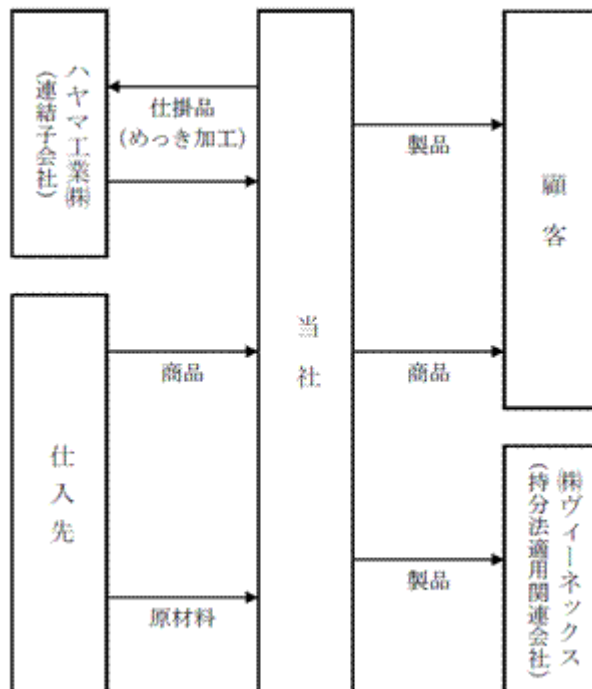 ハヤマ工業㈱
(連結子会社)
仕掛品
(めっき加工)
製品
顧客
当社
仕入先
商品
商品
㈱ヴィーネックス
(持分法適用関連会社)
製品
原材料